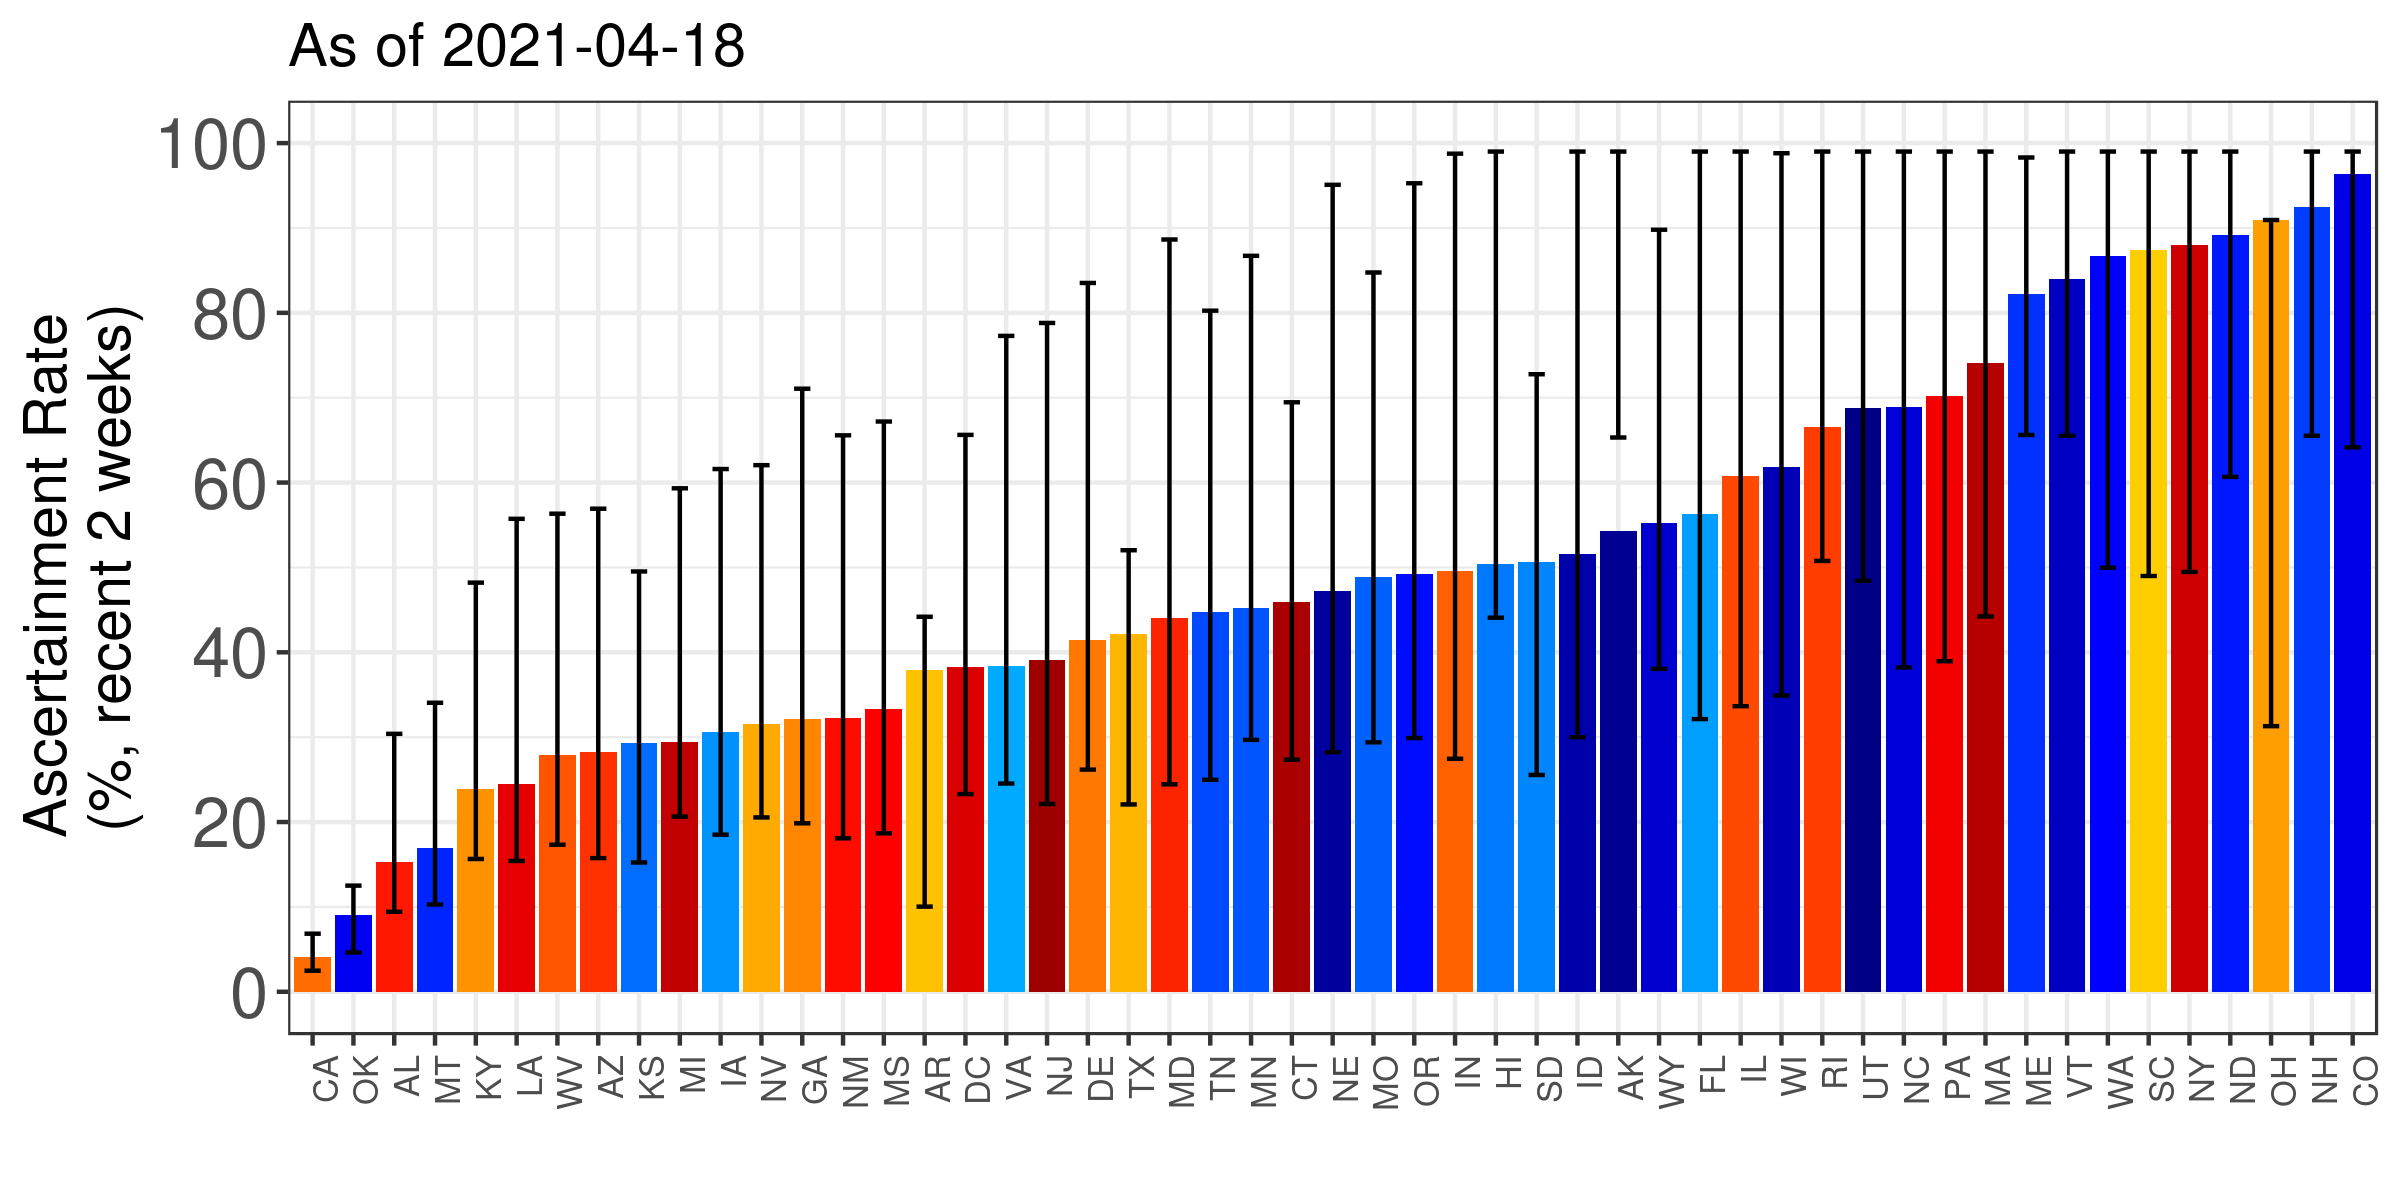 As of 2021-04-18
Ascertainment Rate
(%, recent 2 weeks)
100
80
60
40
20
0
CA OK AL MT KY LA WV AZ KS MI IA NV GA NM MS AR DC VA NJ DE TX MD TN MN CT NE MO OR IN HI SD ID AK WY FL IL WI RI UT NC PA MA ME VT WA SC NY ND OH NH CO